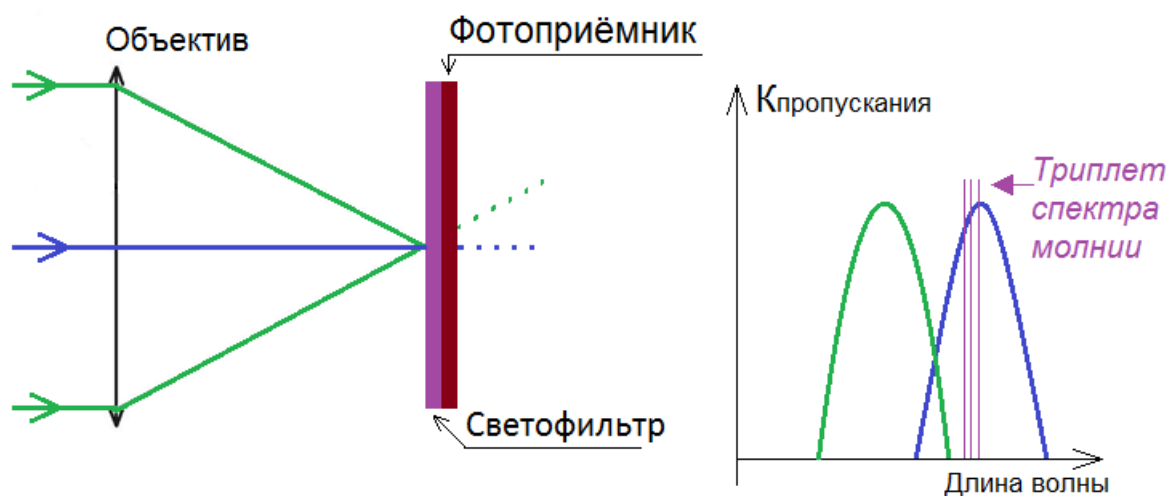 Объектив
Фотоприёмник
Светофильтр
Кпропускания
Триплет
спектра
молнии
Длина волны